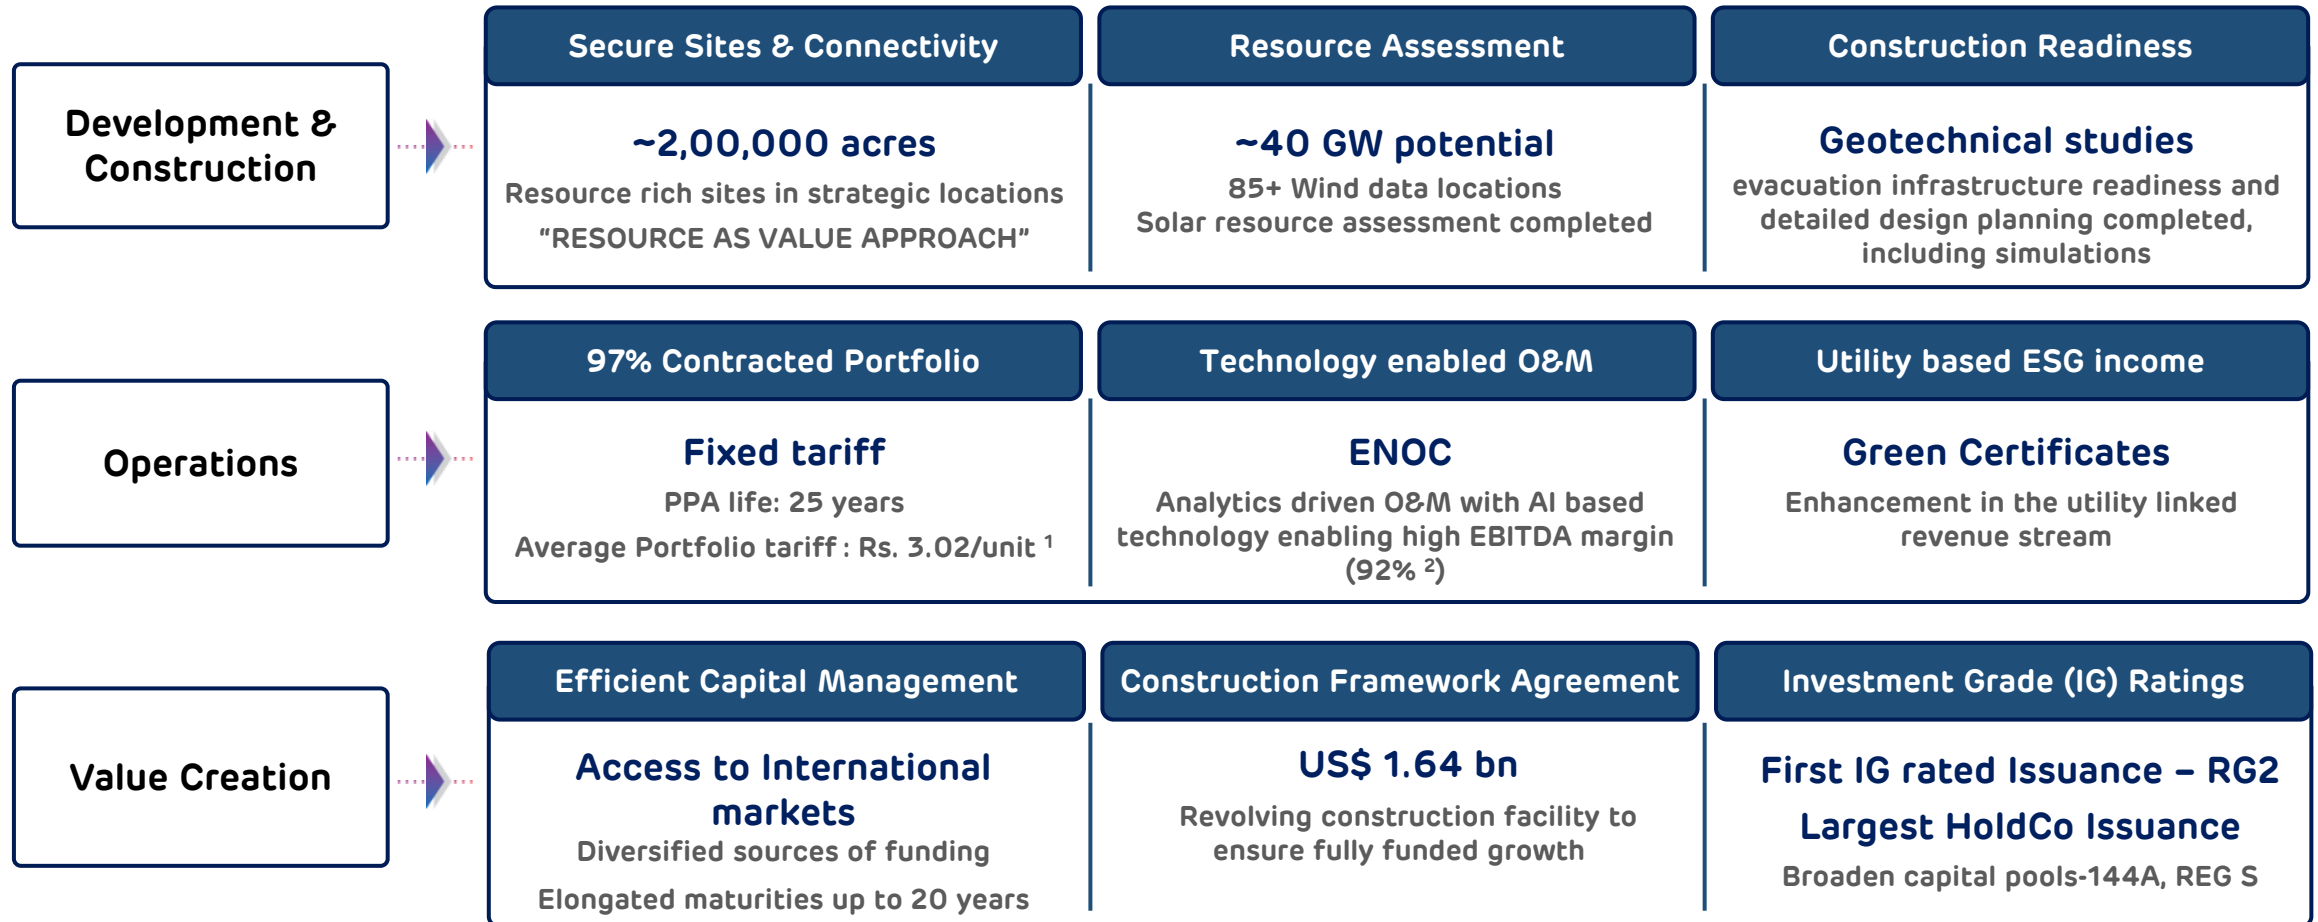 Development &
Construction
Secure Sites & Connectivity
~2,00,000 acres
Resource rich sites in strategic locations
“RESOURCE AS VALUE APPROACH”
Resource Assessment
~40 GW potential
85+ Wind data locations
Solar resource assessment completed
Construction Readiness
Geotechnical studies
evacuation infrastructure readiness and
detailed design planning completed,
including simulations
Operations
97% Contracted Portfolio
Fixed tariff
PPA life: 25 years
Average Portfolio tariff : Rs. 3.02/unit ¹
Technology enabled O&M
ENOC
Analytics driven O&M with AI based
technology enabling high EBITDA margin
(92% ²)
Utility based ESG income
Green Certificates
Enhancement in the utility linked
revenue stream
Value Creation
Efficient Capital Management
Access to International
markets
Diversified sources of funding
Elongated maturities up to 20 years
Construction Framework Agreement
US$ 1.64 bn
Revolving construction facility to
ensure fully funded growth
Investment Grade (IG) Ratings
First IG rated Issuance – RG2
Largest HoldCo Issuance
Broaden capital pools-144A, REG S